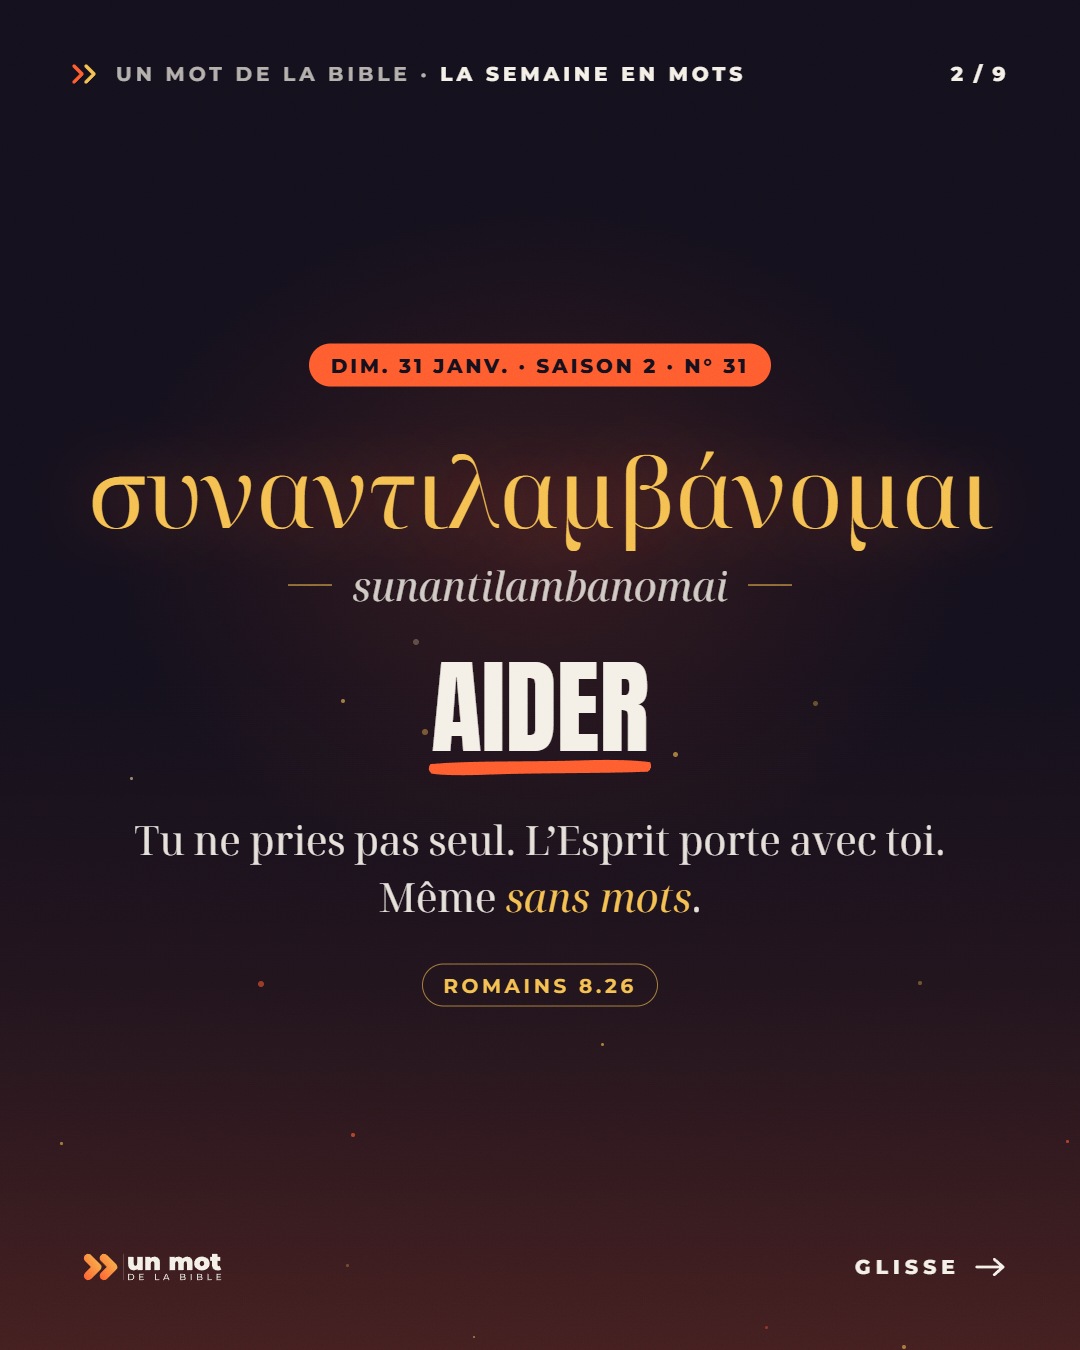 UN MOT DE LA BIBLE · LA SEMAINE EN MOTS
2 / 9
DIM. 31 JANV. · SAISON 2 · N° 31
συναντιλαμβάνομαι
sunantilambanomai
AIDER
Tu ne pries pas seul. L’Esprit porte avec toi.
Même sans mots.
ROMAINS 8.26
un mot
DE LA BIBLE
GLISSE →